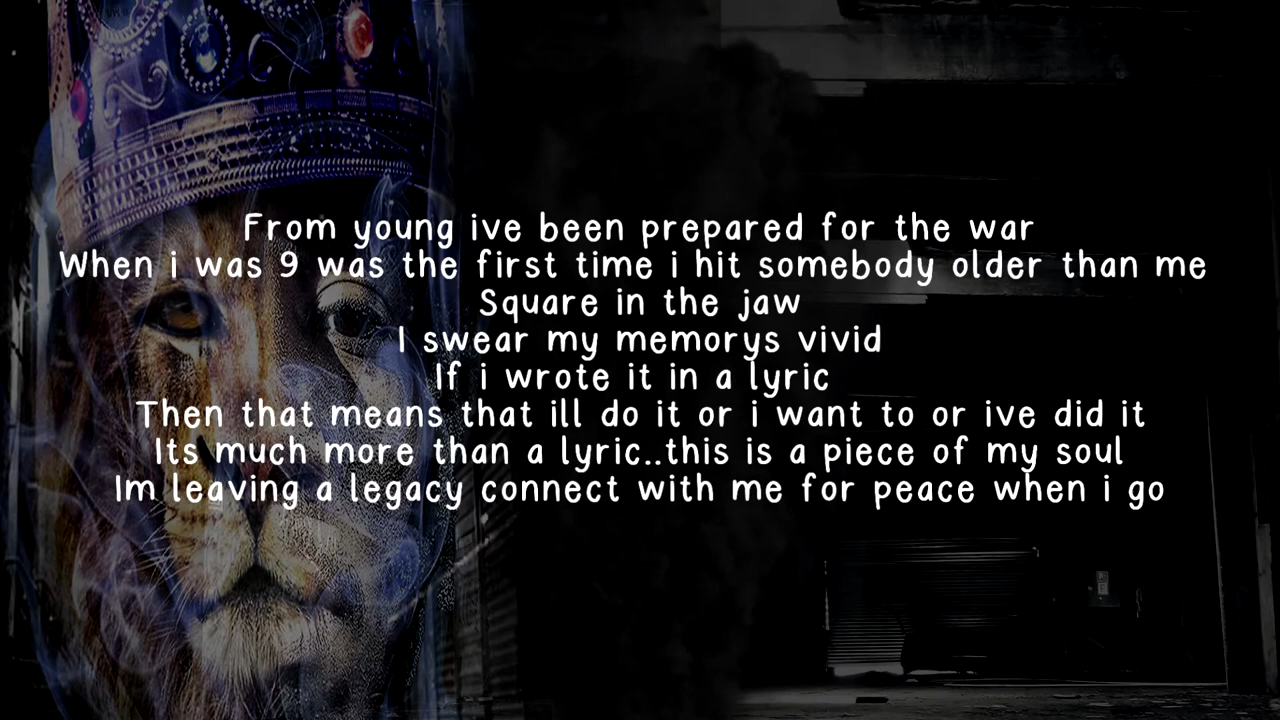 From young ive been prepared for the war
When i was 9 was the first time i hit somebody older than me
Square in the jaw
I swear my memorys vivid
If i wrote it in a lyric
Then that means that ill do it or i want to or ive did it
Its much more than a lyric..this is a piece of my soul
Im leaving a legacy connect with me for peace when i go